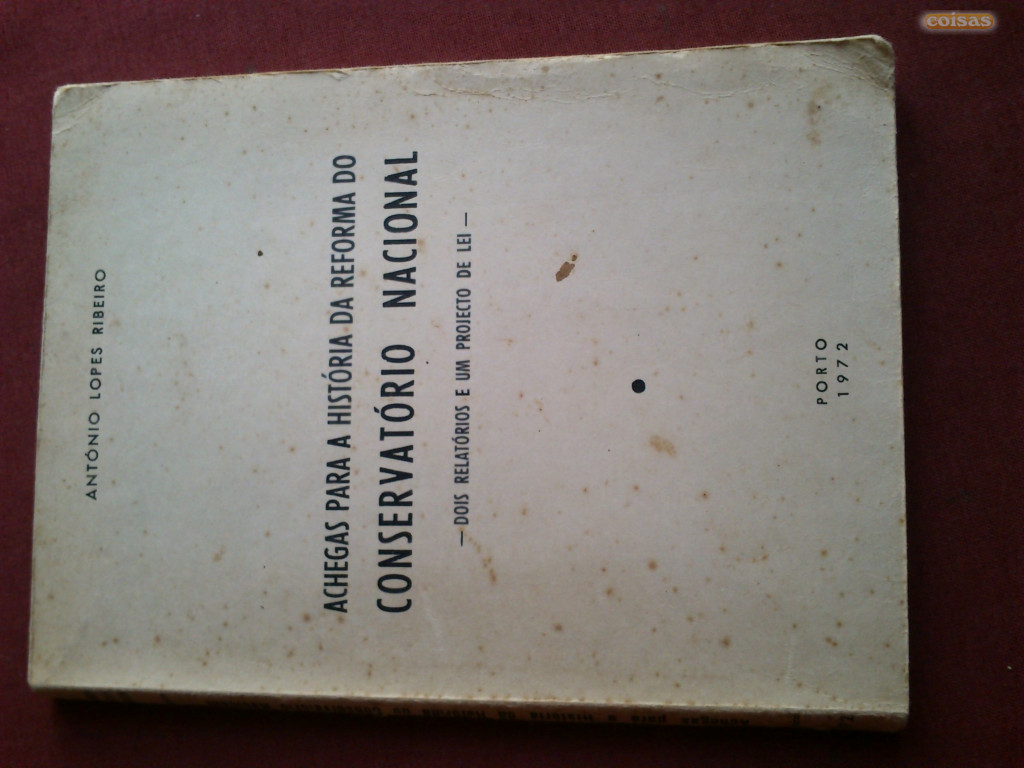 ANTÓNIO LOPES RIBEIRO
ACHEGAS PARA A HISTÓRIA DA REFORMA DO
CONSERVATÓRIO NACIONAL
— DOIS RELATÓRIOS E UM PROJECTO DE LEI —
PORTO
1972
coisas